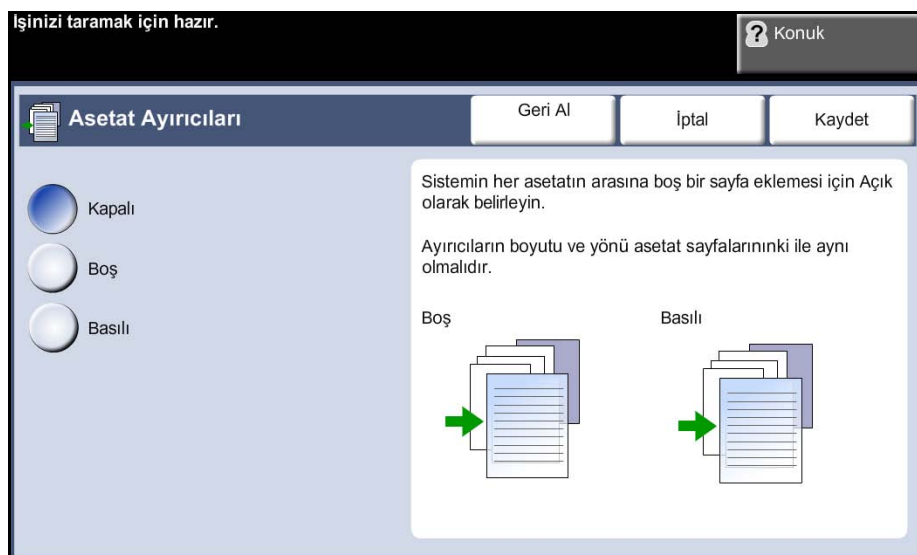 İşinizi taramak için hazır.
Konuk
Asetat Ayırıcıları
Geri Al
İptal
Kaydet
Kapalı
Boş
Basılı
Sistemin her asetatın arasına boş bir sayfa eklemesi için Açık
olarak belirleyin.
Ayırıcıların boyutu ve yönü asetat sayfalarınınki ile aynı
olmalıdır.
Boş
Basılı